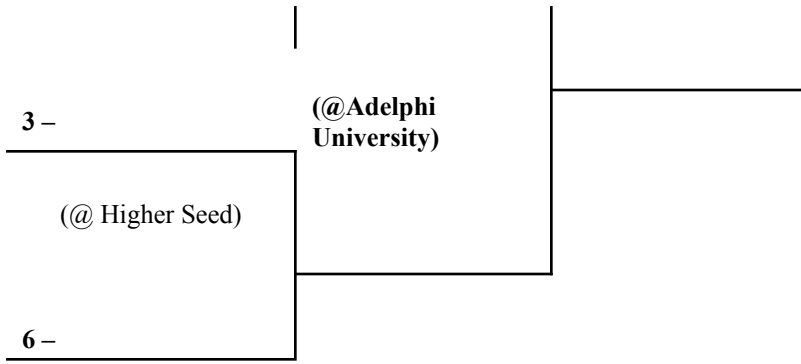 (@Adelphi
University)
3 –
(@ Higher Seed)
6 –